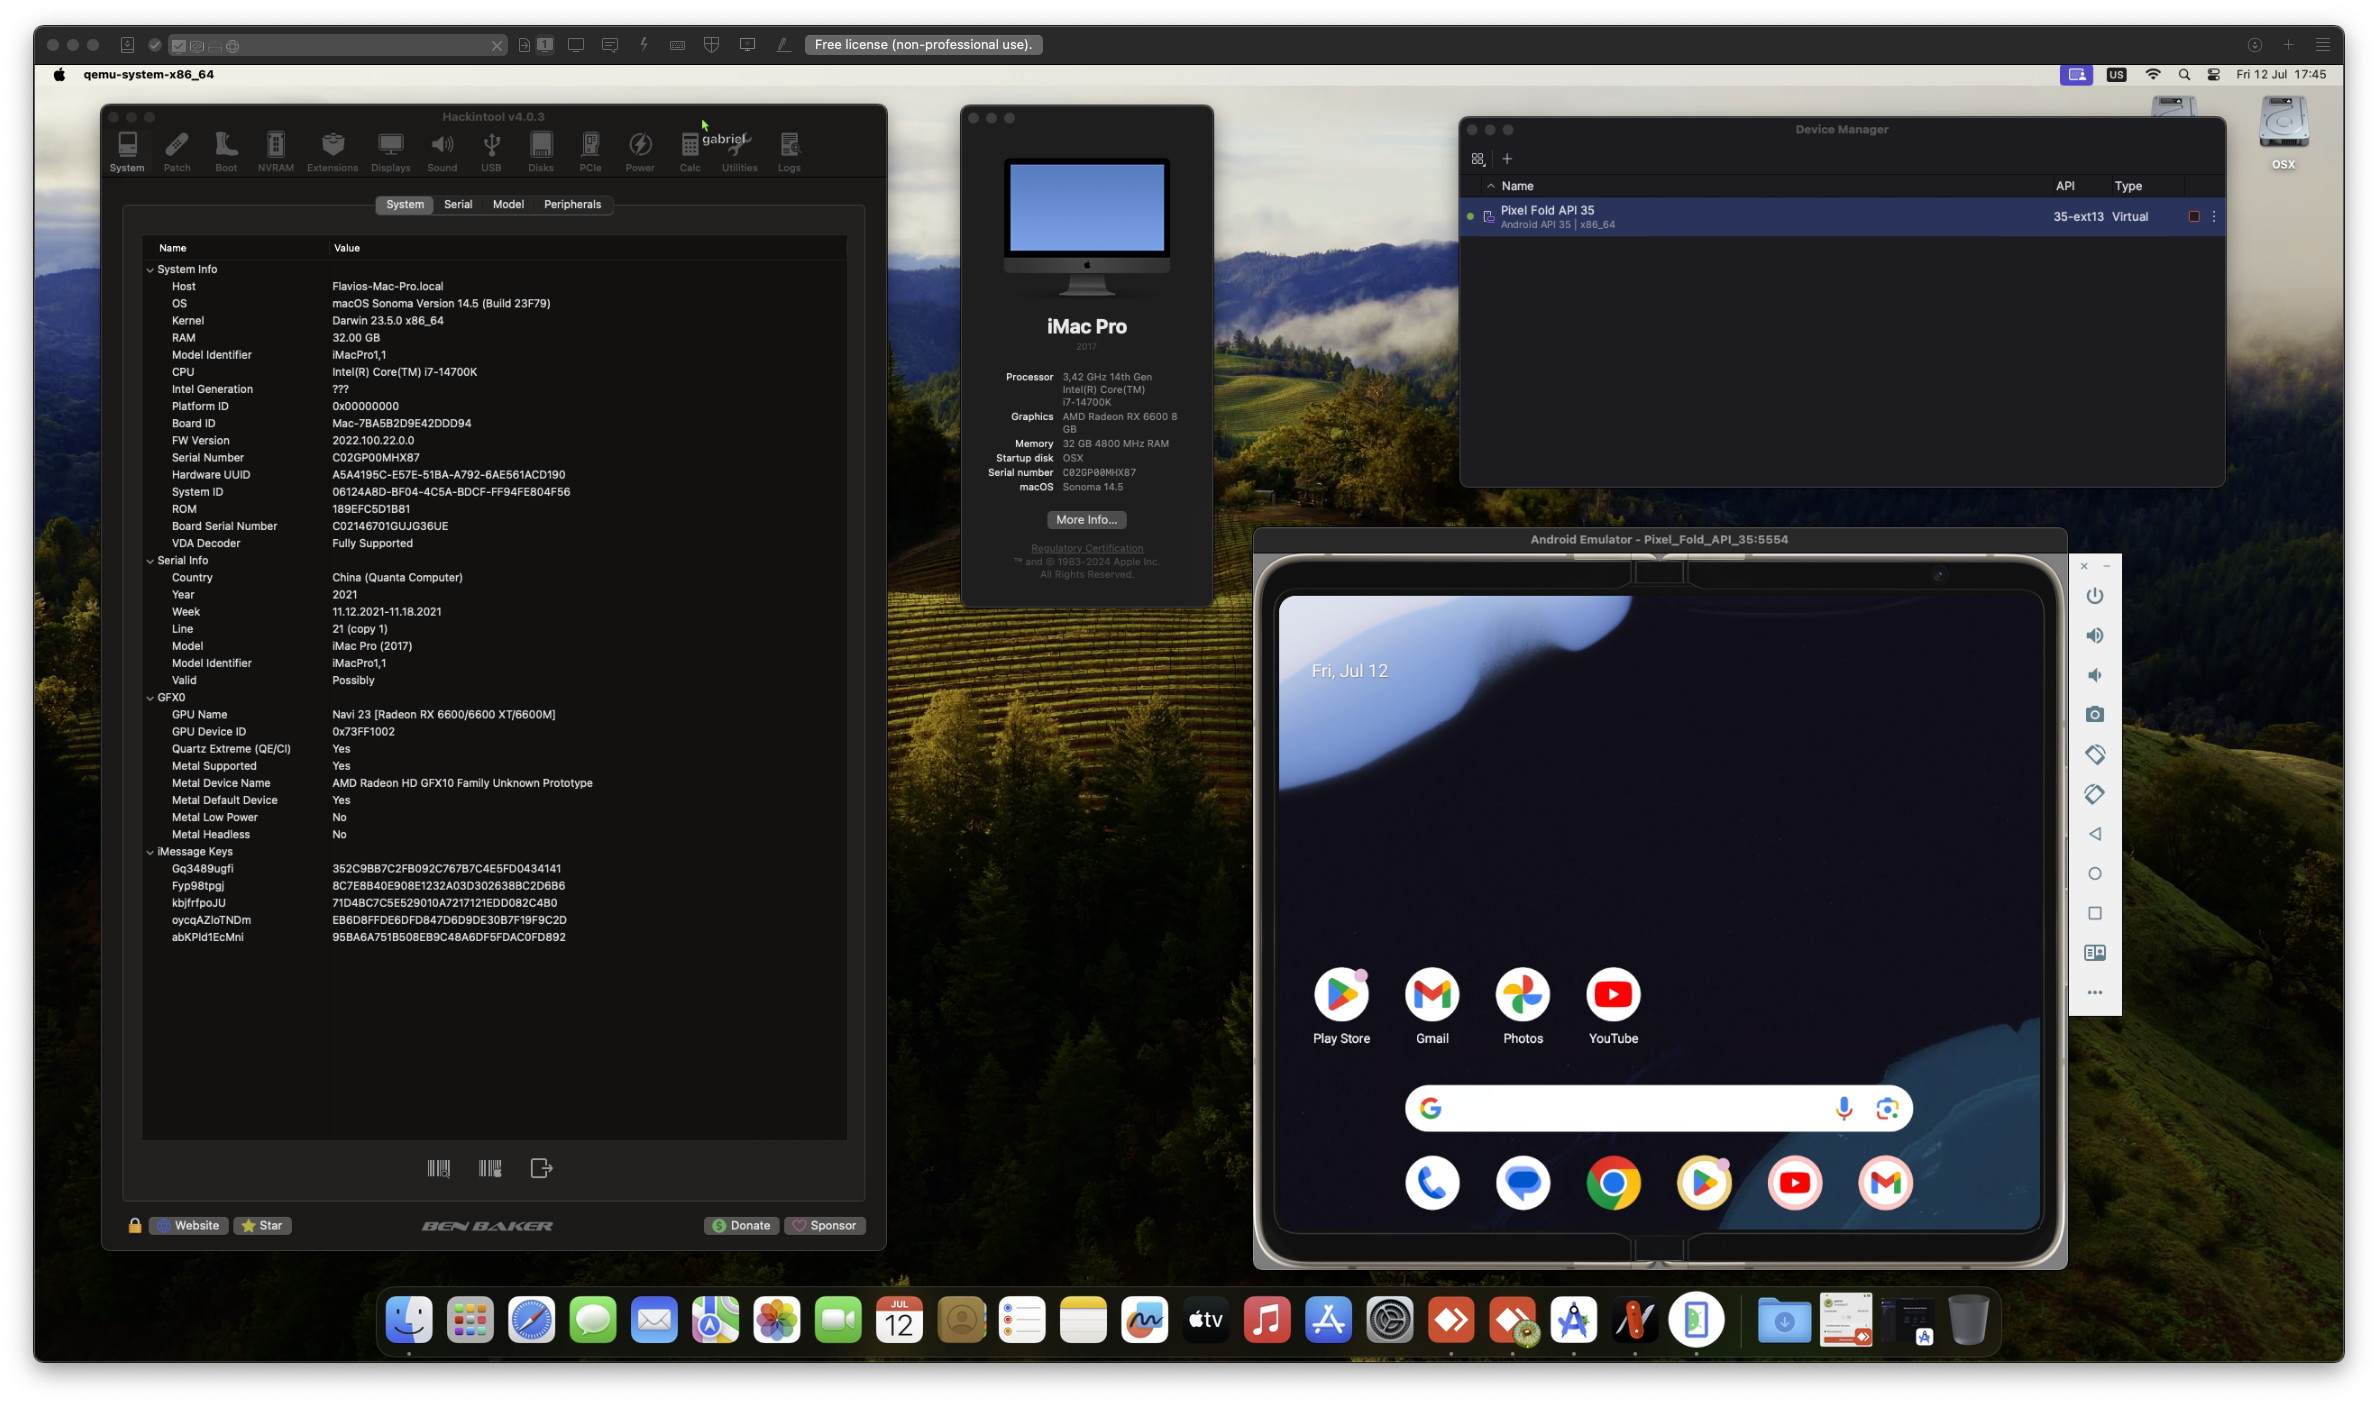 Free license (non-professional use).
qemu-system-x86_64
US
Fri 12 Jul 17:45
Hackintool v4.0.3
gabriel
System Patch Boot NVRAM Extensions Displays Sound USB Disks PCIe Power Calc Utilities Logs
System Serial Model Peripherals
Name Value
System Info
Host Flavios-Mac-Pro.local
OS macOS Sonoma Version 14.5 (Build 23F79)
Kernel Darwin 23.5.0 x86_64
RAM 32.00 GB
Model Identifier iMacPro1,1
CPU Intel(R) Core(TM) i7-14700K
Intel Generation ???
Platform ID 0x00000000
Board ID Mac-7BA5B2D9E42DDD94
FW Version 2022.100.22.0.0
Serial Number C02GP00MHX87
Hardware UUID A5A4195C-E57E-51BA-A792-6AE561ACD190
System ID 06124A8D-BF04-4C5A-BDCF-FF94FE804F56
ROM 189EFC5D1B81
Board Serial Number C02146701GUJG36UE
VDA Decoder Fully Supported
Serial Info
Country China (Quanta Computer)
Year 2021
Week 11.12.2021-11.18.2021
Line 21 (copy 1)
Model iMac Pro (2017)
Model Identifier iMacPro1,1
Valid Possibly
GFX0
GPU Name Navi 23 [Radeon RX 6600/6600 XT/6600M]
GPU Device ID 0x73FF1002
Quartz Extreme (QE/CI) Yes
Metal Supported Yes
Metal Device Name AMD Radeon HD GFX10 Family Unknown Prototype
Metal Default Device Yes
Metal Low Power No
Metal Headless No
iMessage Keys
Gq3489ugfi 352C9BB7C2FB092C767B7C4E5FD0434141
Fyp98tpgj 8C7E8B40E908E1232A03D302638BC2D6B6
kbjfrfpoJU 71D4BC7C5E529010A7217121EDD082C4B0
oycqAZloTNDm EB6D8FFDE6DFD847D6D9DE30B7F19F9C2D
abKPld1EcMni 95BA6A751B508EB9C48A6DF5FDAC0FD892
Website Star BEN BAKER Donate Sponsor
iMac Pro
2017
Processor 3,42 GHz 14th Gen
Intel(R) Core(TM)
i7-14700K
Graphics AMD Radeon RX 6600 8
GB
Memory 32 GB 4800 MHz RAM
Startup disk OSX
Serial number C02GP00MHX87
macOS Sonoma 14.5
More Info...
Regulatory Certification
™ and © 1983-2024 Apple Inc.
All Rights Reserved.
Device Manager
Name API Type
Pixel Fold API 35 35-ext13 Virtual
Android API 35 | x86_64
OSX
Android Emulator - Pixel_Fold_API_35:5554
Fri, Jul 12
Play Store Gmail Photos YouTube
JUL
12
tv